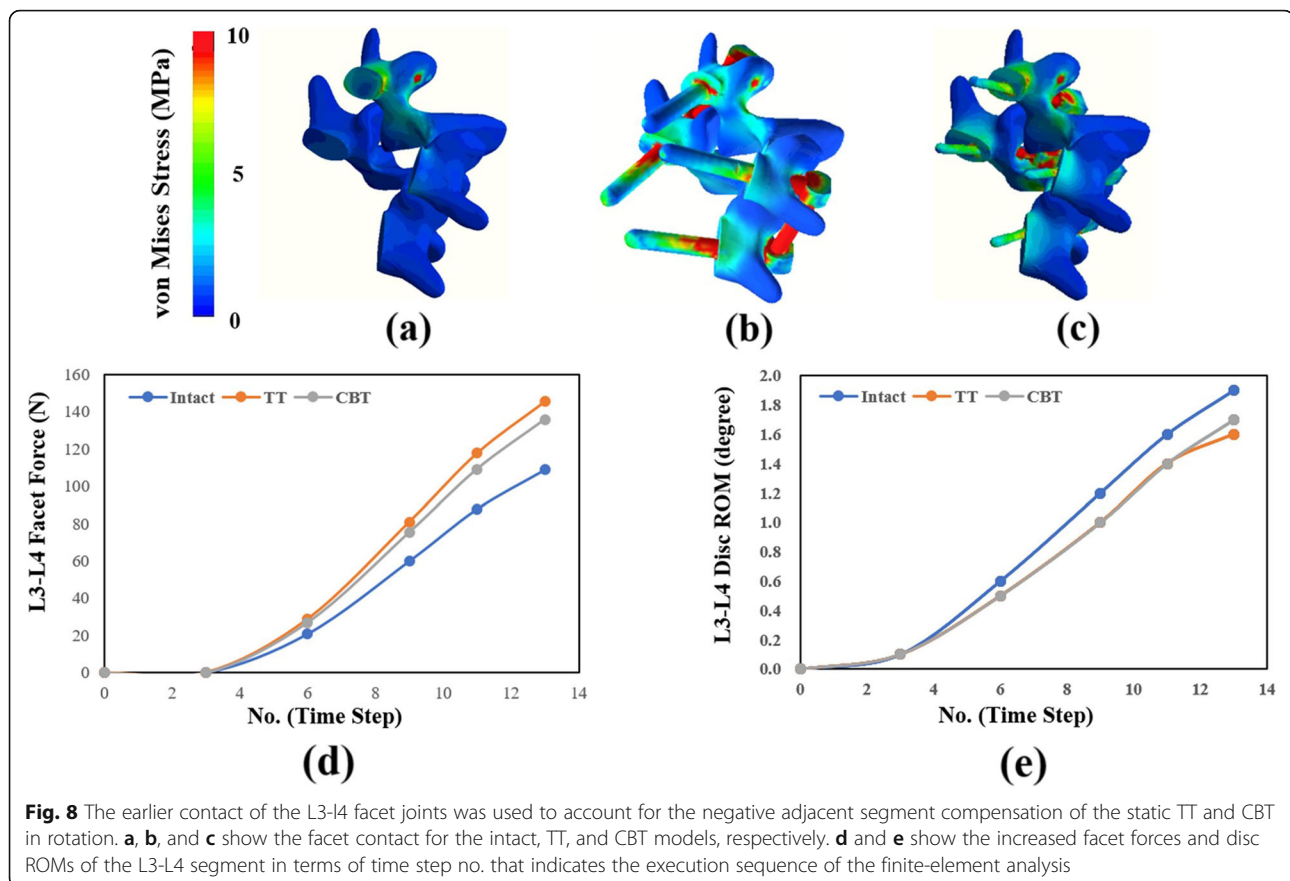 von Mises Stress (MPa)
10
5
0
(a)
(b)
(c)
L3-L4 Facet Force (N)
160
140
120
100
80
60
40
20
0
Intact TT CBT
0 2 4 6 8 10 12 14
No. (Time Step)
(d)
L3-L4 Disc ROM (degree)
2.0
1.8
1.6
1.4
1.2
1.0
0.8
0.6
0.4
0.2
0.0
Intact TT CBT
0 2 4 6 8 10 12 14
No. (Time Step)
(e)
Fig. 8 The earlier contact of the L3-l4 facet joints was used to account for the negative adjacent segment compensation of the static TT and CBT
in rotation. a, b, and c show the facet contact for the intact, TT, and CBT models, respectively. d and e show the increased facet forces and disc
ROMs of the L3-L4 segment in terms of time step no. that indicates the execution sequence of the finite-element analysis